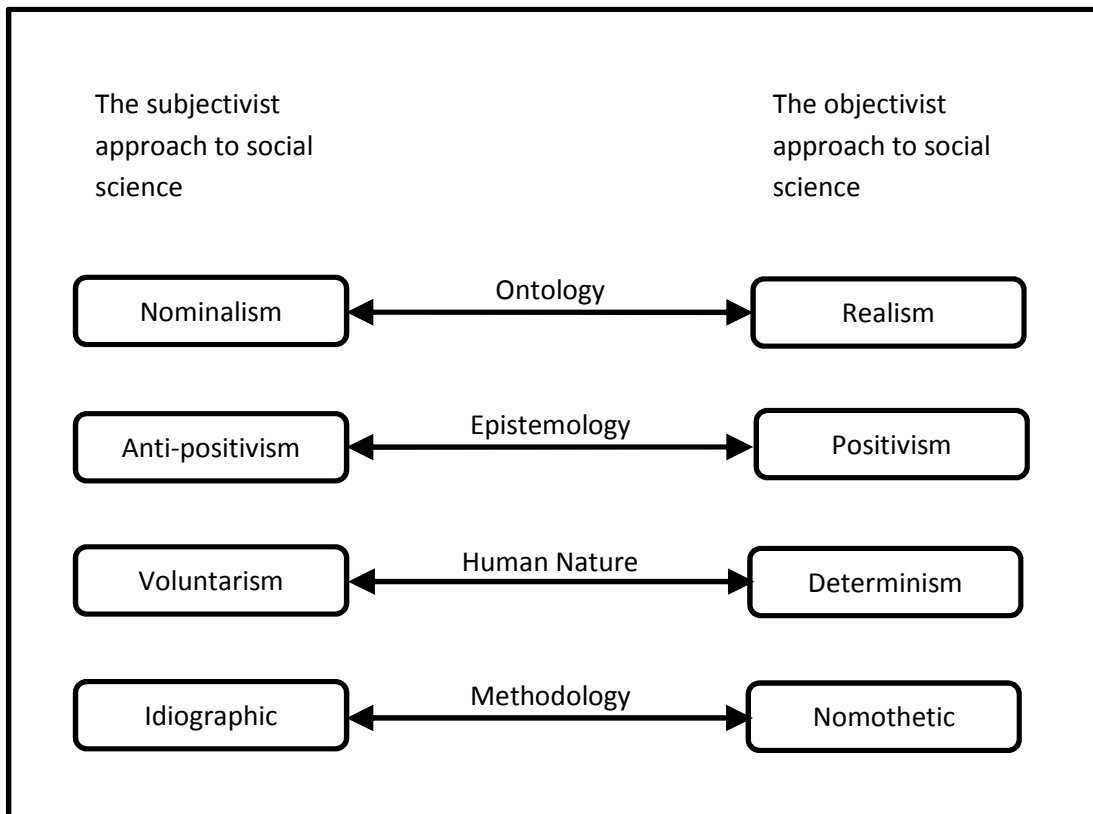 The subjectivist
approach to social
science
The objectivist
approach to social
science
Nominalism
Ontology
Realism
Anti-positivism
Epistemology
Positivism
Voluntarism
Human Nature
Determinism
Idiographic
Methodology
Nomothetic